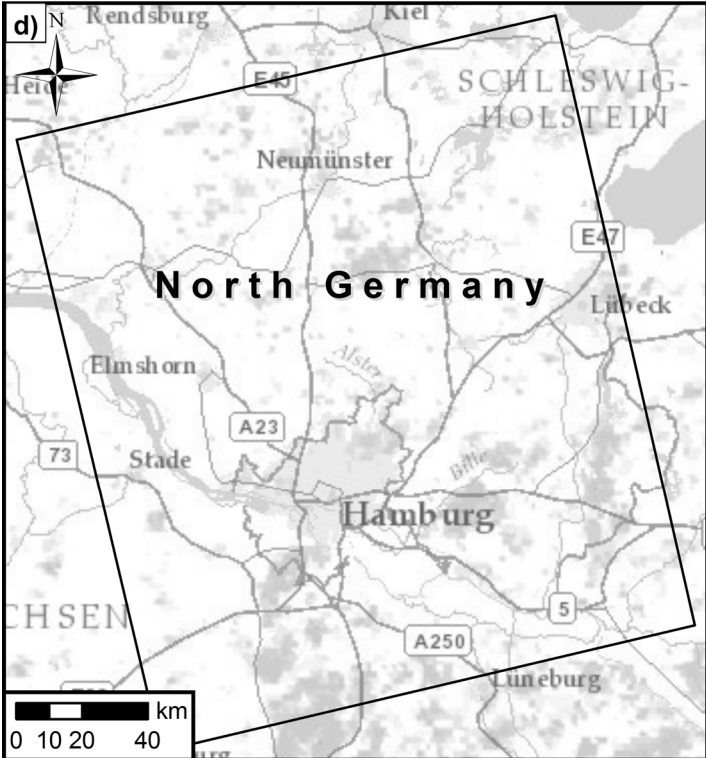 d)
N
Rendsburg
Kiel
Heide
E45
SCHLESWIG-
HOLSTEIN
Neumünster
E47
North Germany
Lübeck
Elmshorn
Alster
A23
73
Stade
Bille
Hamburg
CHSEN
5
A250
Lüneburg
km
0 10 20 40